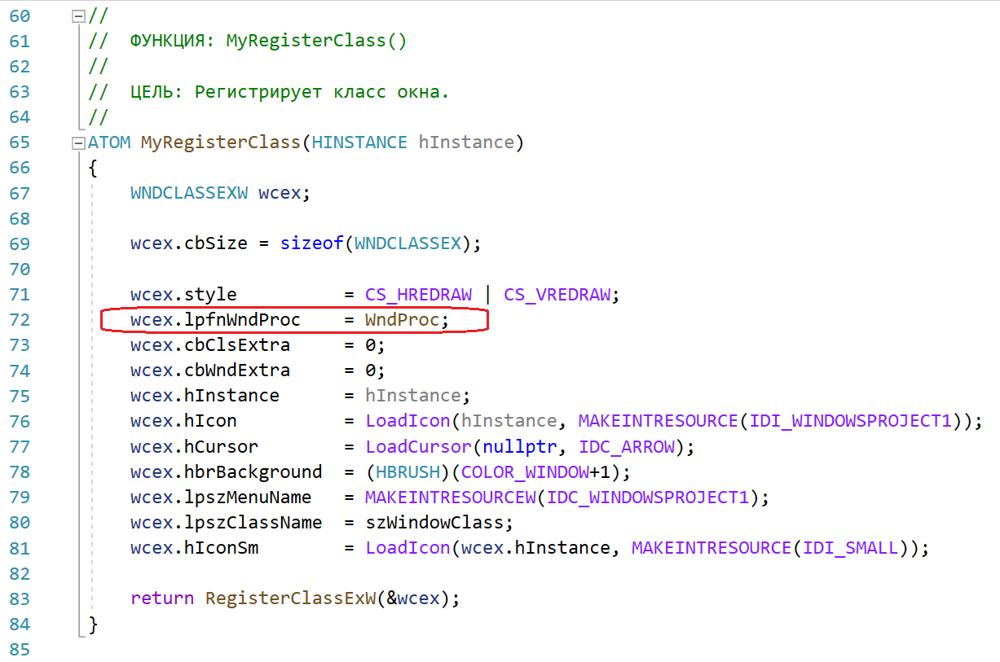 60 //
61 // ФУНКЦИЯ: MyRegisterClass()
62 //
63 // ЦЕЛЬ: Регистрирует класс окна.
64 //
65 ATOM MyRegisterClass(HINSTANCE hInstance)
66 {
67 WNDCLASSEXW wcex;
68
69 wcex.cbSize = sizeof(WNDCLASSEX);
70
71 wcex.style = CS_HREDRAW | CS_VREDRAW;
72 wcex.lpfnWndProc = WndProc;
73 wcex.cbClsExtra = 0;
74 wcex.cbWndExtra = 0;
75 wcex.hInstance = hInstance;
76 wcex.hIcon = LoadIcon(hInstance, MAKEINTRESOURCE(IDI_WINDOWSPROJECT1));
77 wcex.hCursor = LoadCursor(nullptr, IDC_ARROW);
78 wcex.hbrBackground = (HBRUSH)(COLOR_WINDOW+1);
79 wcex.lpszMenuName = MAKEINTRESOURCEW(IDC_WINDOWSPROJECT1);
80 wcex.lpszClassName = szWindowClass;
81 wcex.hIconSm = LoadIcon(wcex.hInstance, MAKEINTRESOURCE(IDI_SMALL));
82
83 return RegisterClassExW(&wcex);
84 }
85